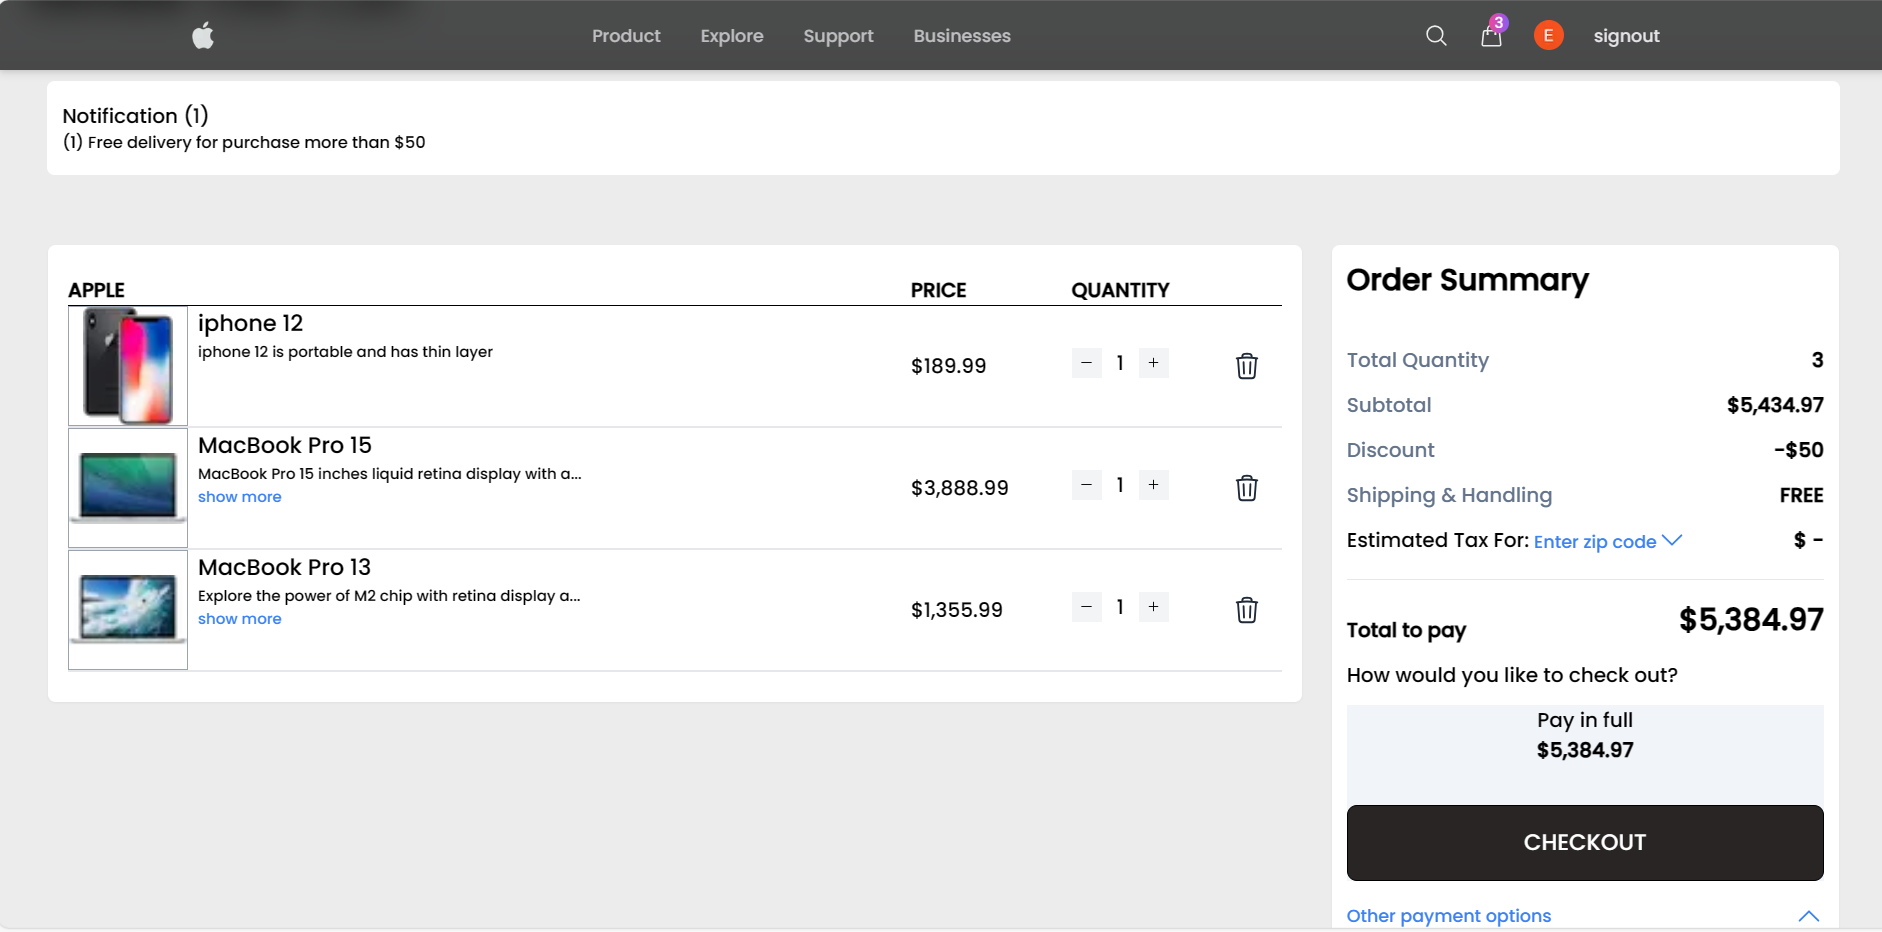 Product Explore Support Businesses 3 E signout
Notification (1)
(1) Free delivery for purchase more than $50
APPLE PRICE QUANTITY
iphone 12
iphone 12 is portable and has thin layer
$189.99 − 1 +
MacBook Pro 15
MacBook Pro 15 inches liquid retina display with a...
show more
$3,888.99 − 1 +
MacBook Pro 13
Explore the power of M2 chip with retina display a...
show more
$1,355.99 − 1 +
Order Summary
Total Quantity 3
Subtotal $5,434.97
Discount -$50
Shipping & Handling FREE
Estimated Tax For: Enter zip code $ -
Total to pay $5,384.97
How would you like to check out?
Pay in full
$5,384.97
CHECKOUT
Other payment options